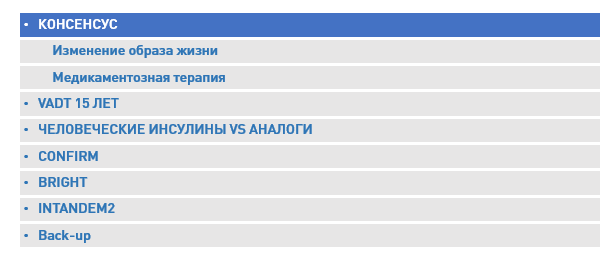 • КОНСЕНСУС
Изменение образа жизни
Медикаментозная терапия
• VADT 15 ЛЕТ
• ЧЕЛОВЕЧЕСКИЕ ИНСУЛИНЫ VS АНАЛОГИ
• CONFIRM
• BRIGHT
• INTANDEM2
• Back-up